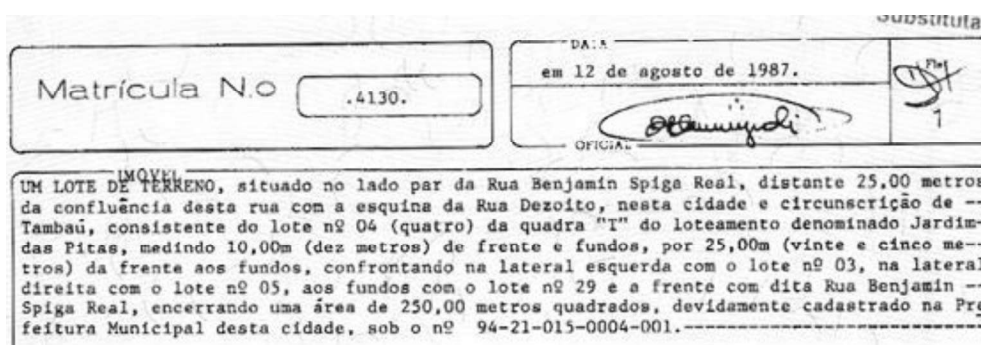 Substituta
DATA
Matrícula N.o .4130.
em 12 de agosto de 1987.
1
OFICIAL
IMOVEL
UM LOTE DE TERRENO, situado no lado par da Rua Benjamin Spiga Real, distante 25,00 metros
da confluência desta rua com a esquina da Rua Dezoito, nesta cidade e circunscrição de --
Tambaú, consistente do lote nº 04 (quatro) da quadra "T" do loteamento denominado Jardim-
das Pitas, medindo 10,00m (dez metros) de frente e fundos, por 25,00m (vinte e cinco me--
tros) da frente aos fundos, confrontando na lateral esquerda com o lote nº 03, na lateral
direita com o lote nº 05, aos fundos com o lote nº 29 e a frente com dita Rua Benjamin --
Spiga Real, encerrando uma área de 250,00 metros quadrados, devidamente cadastrado na Pre
feitura Municipal desta cidade, sob o nº 94-21-015-0004-001.---------------------------